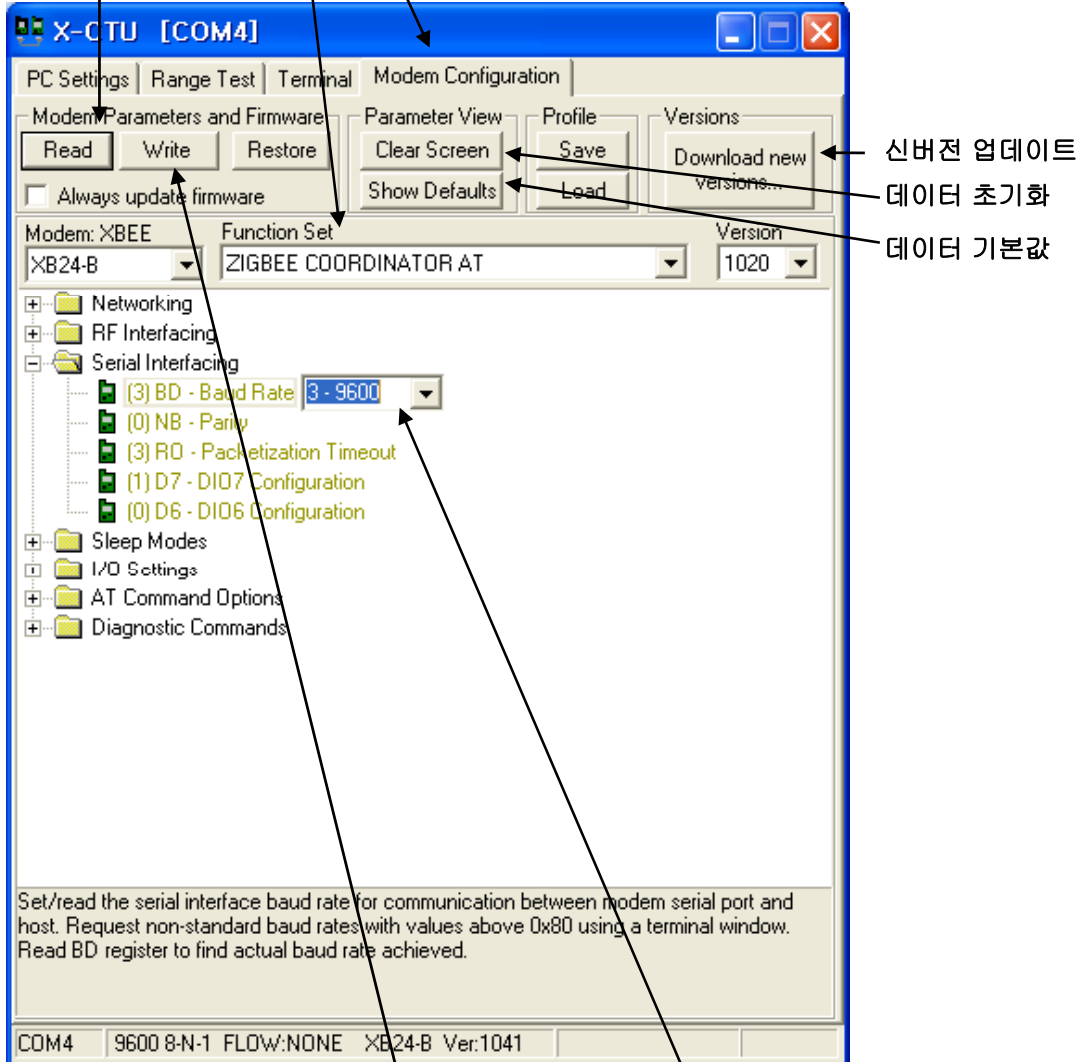 X-CTU [COM4]
PC Settings Range Test Terminal Modem Configuration
Modem Parameters and Firmware Parameter View Profile Versions
Read Write Restore Clear Screen Save Download new versions...
Always update firmware Show Defaults Load
신버전 업데이트
데이터 초기화
데이터 기본값
Modem: XBEE Function Set Version
XB24-B ZIGBEE COORDINATOR AT 1020
Networking
RF Interfacing
Serial Interfacing
(3) BD - Baud Rate 3 - 9600
(0) NB - Parity
(3) RO - Packetization Timeout
(1) D7 - DIO7 Configuration
(0) D6 - DIO6 Configuration
Sleep Modes
I/O Settings
AT Command Options
Diagnostic Commands
Set/read the serial interface baud rate for communication between modem serial port and
host. Request non-standard baud rates with values above 0x80 using a terminal window.
Read BD register to find actual baud rate achieved.
COM4 9600 8-N-1 FLOW:NONE XB24-B Ver:1041